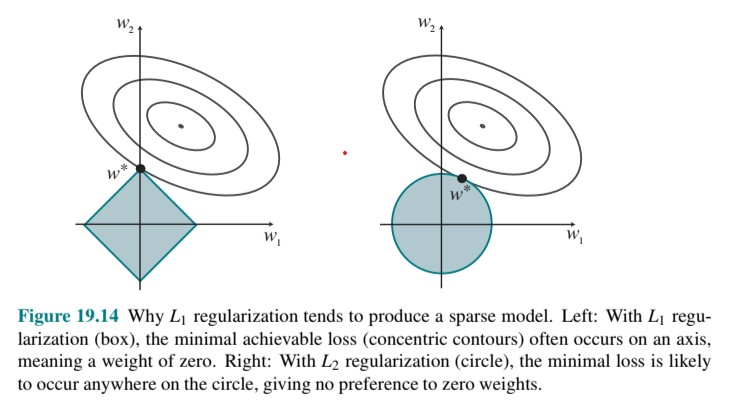 w₂
w₂
w*
w*
w₁
w₁
Figure 19.14 Why L₁ regularization tends to produce a sparse model. Left: With L₁ regu-
larization (box), the minimal achievable loss (concentric contours) often occurs on an axis,
meaning a weight of zero. Right: With L₂ regularization (circle), the minimal loss is likely
to occur anywhere on the circle, giving no preference to zero weights.